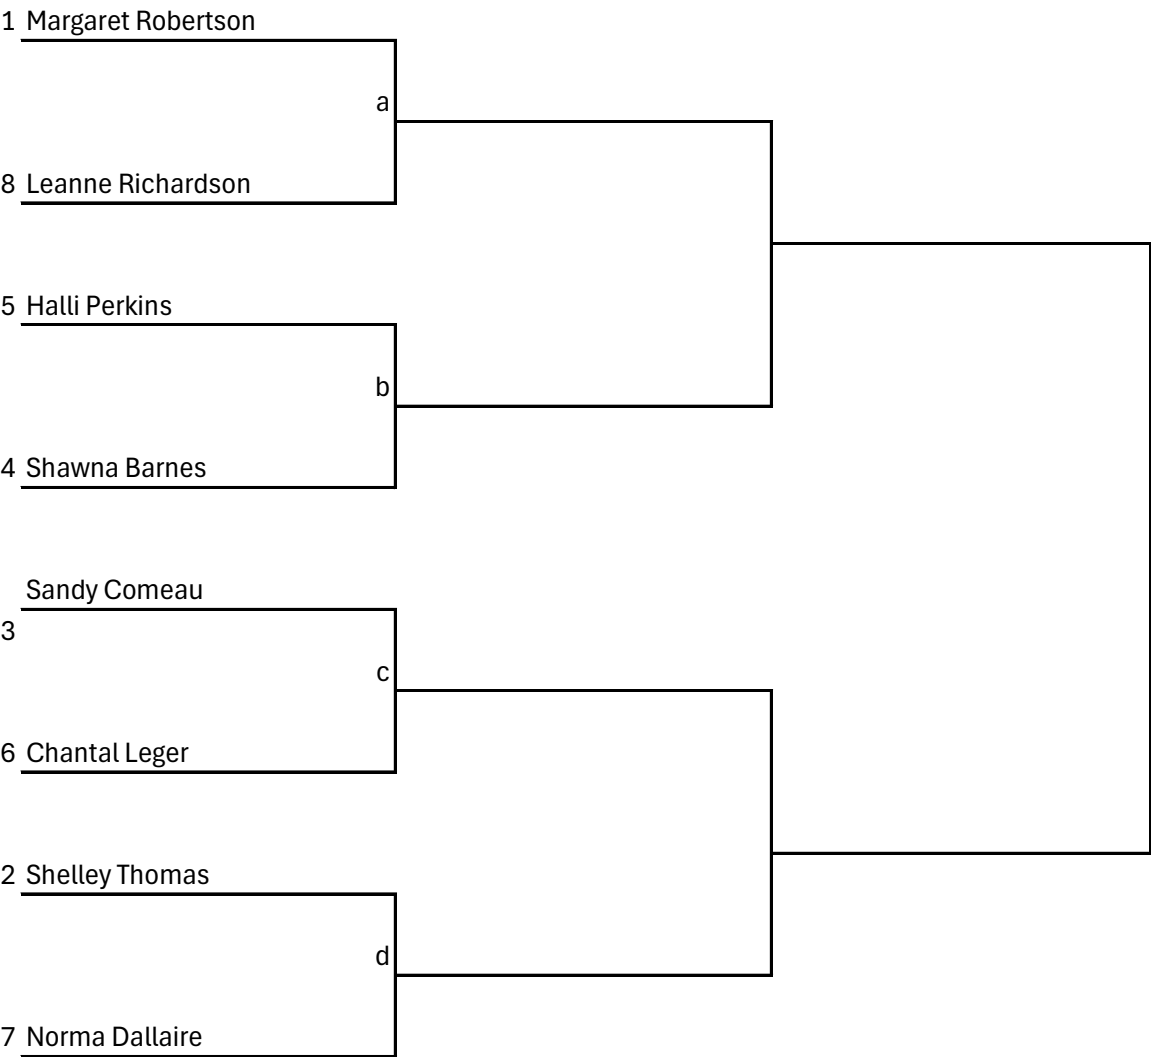 1 Margaret Robertson
a
8 Leanne Richardson
5 Halli Perkins
b
4 Shawna Barnes
Sandy Comeau
3
c
6 Chantal Leger
2 Shelley Thomas
d
7 Norma Dallaire